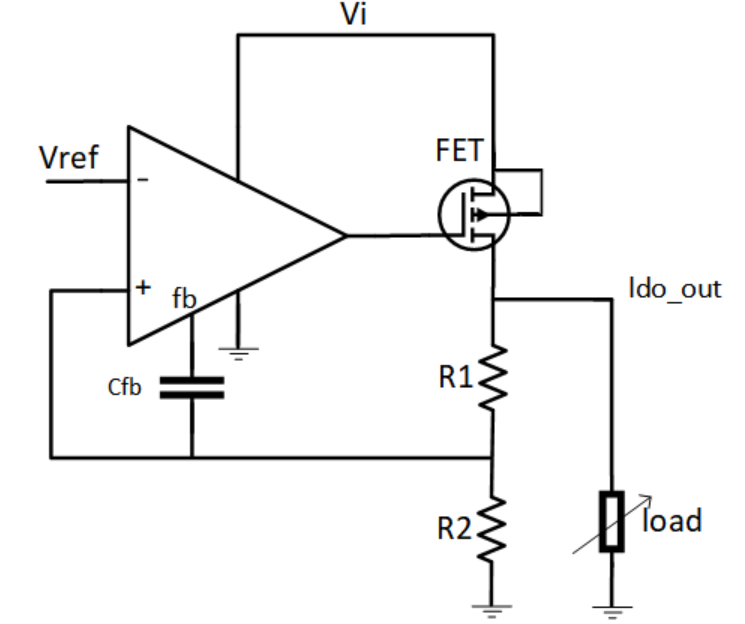 Vi
FET
Vref
-
+
fb
ldo_out
Cfb
R1
R2
load